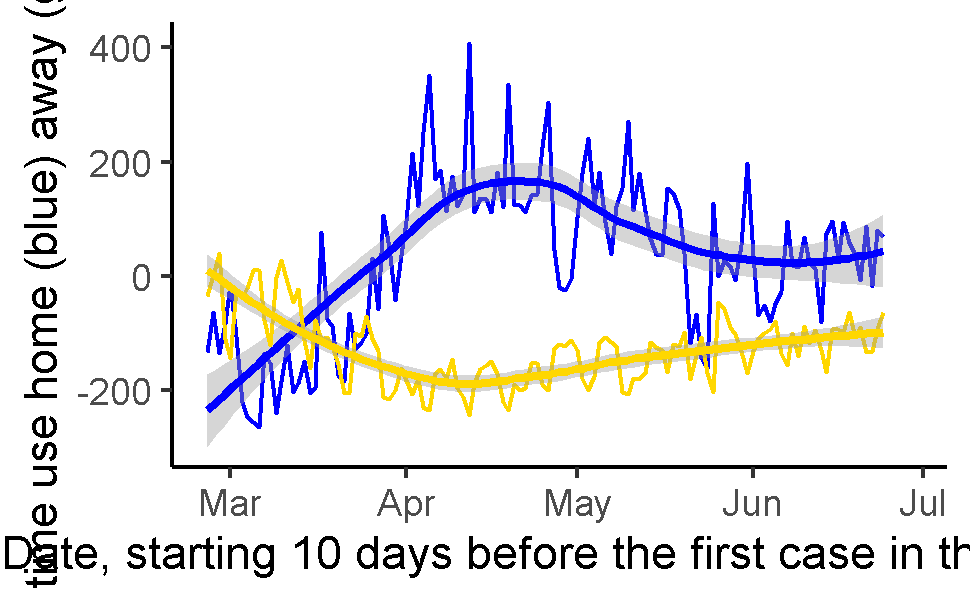 time use home (blue) away (
400
200
0
-200
Mar Apr May Jun Jul
Date, starting 10 days before the first case in th